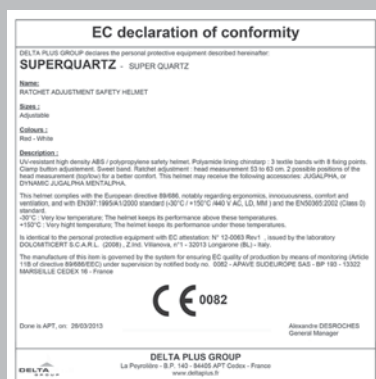 EC declaration of conformity
DELTA PLUS GROUP declares the personal protective equipment described hereinafter:
SUPERQUARTZ - SUPER QUARTZ
Name:
RATCHET ADJUSTMENT SAFETY HELMET
Sizes :
Adjustable
Colours :
Red - White
Description :
UV-resistant high density ABS / polypropylene safety helmet. Polyamide lining chinstarp : 3 textile bands with 8 fixing points.
Clamp button adjustement. Sweet band. Ratchet adjustment : head measurement 53 to 63 cm. 2 possible positions of the
head measurement (top/low) for a better comfort. This helmet may receive the following accessories: JUGALPHA, or
DYNAMIC JUGALPHA MENTALPHA.
This helmet complies with the European directive 89/686, notably regarding ergonomics, innocuousness, comfort and
ventilation, and with EN397:1995/A1/2000 standard (-30°C / +150°C /440 V AC, LD, MM ) and the EN50365:2002 (Class 0)
standard.
-30°C : Very low temperature; The helmet keeps its performance above these temperatures.
+150°C : Very hight temperature; The helmet keeps its performance under these temperatures.
Is identical to the personal protective equipment with EC attestation: N° 12-0063 Rev1 , issued by the laboratory
DOLOMITICERT S.C.A.R.L. (2008) , Z.Ind. Villanova, n°1 - 32013 Longarone (BL) - Italy.
The manufacture of this item is governed by the system for ensuring EC quality of production by means of monitoring (Article
11B of directive 89/686/EEC) under supervision by notified body no. 0082 - APAVE SUDEUROPE SAS - BP 193 - 13322
MARSEILLE CEDEX 16 - France
CE 0082
Done is APT, on: 28/03/2013
Alexandre DESROCHES
General Manager
DELTA PLUS GROUP
La Peyrolière - B.P. 140 - 84405 APT Cedex - France
www.deltaplus.fr
DELTA
GROUP